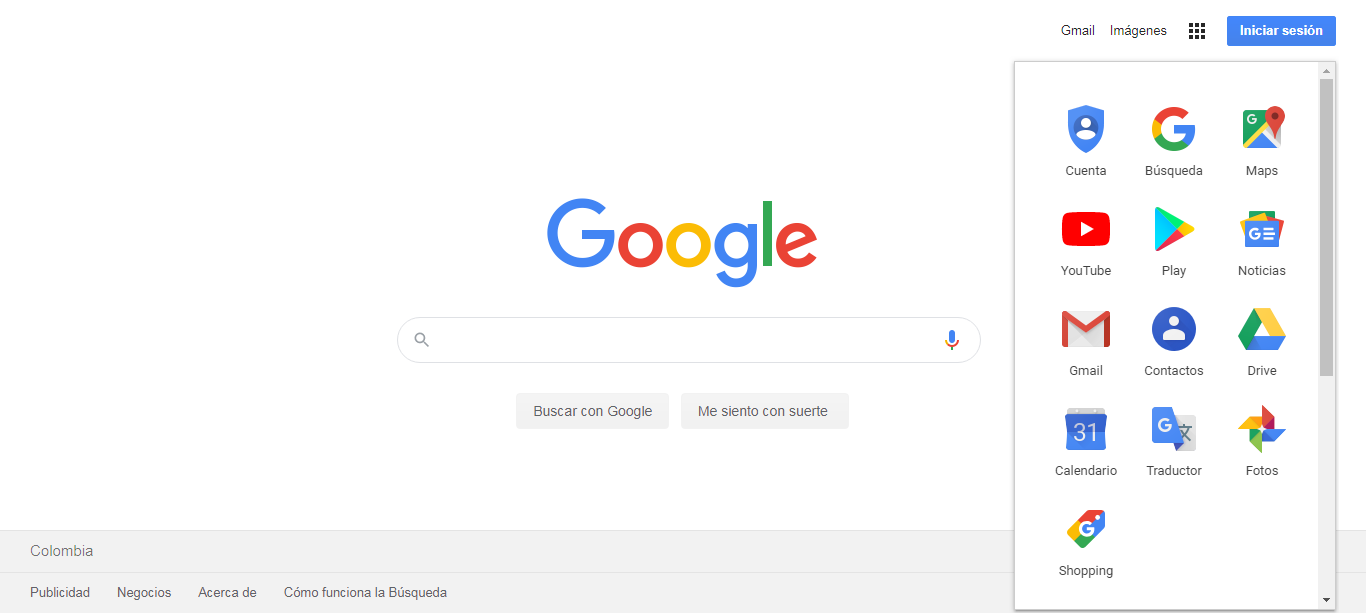 Gmail Imágenes Iniciar sesión
Google
Buscar con Google Me siento con suerte
Cuenta Búsqueda Maps
YouTube Play Noticias
Gmail Contactos Drive
31
Calendario Traductor Fotos
Shopping
Colombia
Publicidad Negocios Acerca de Cómo funciona la Búsqueda